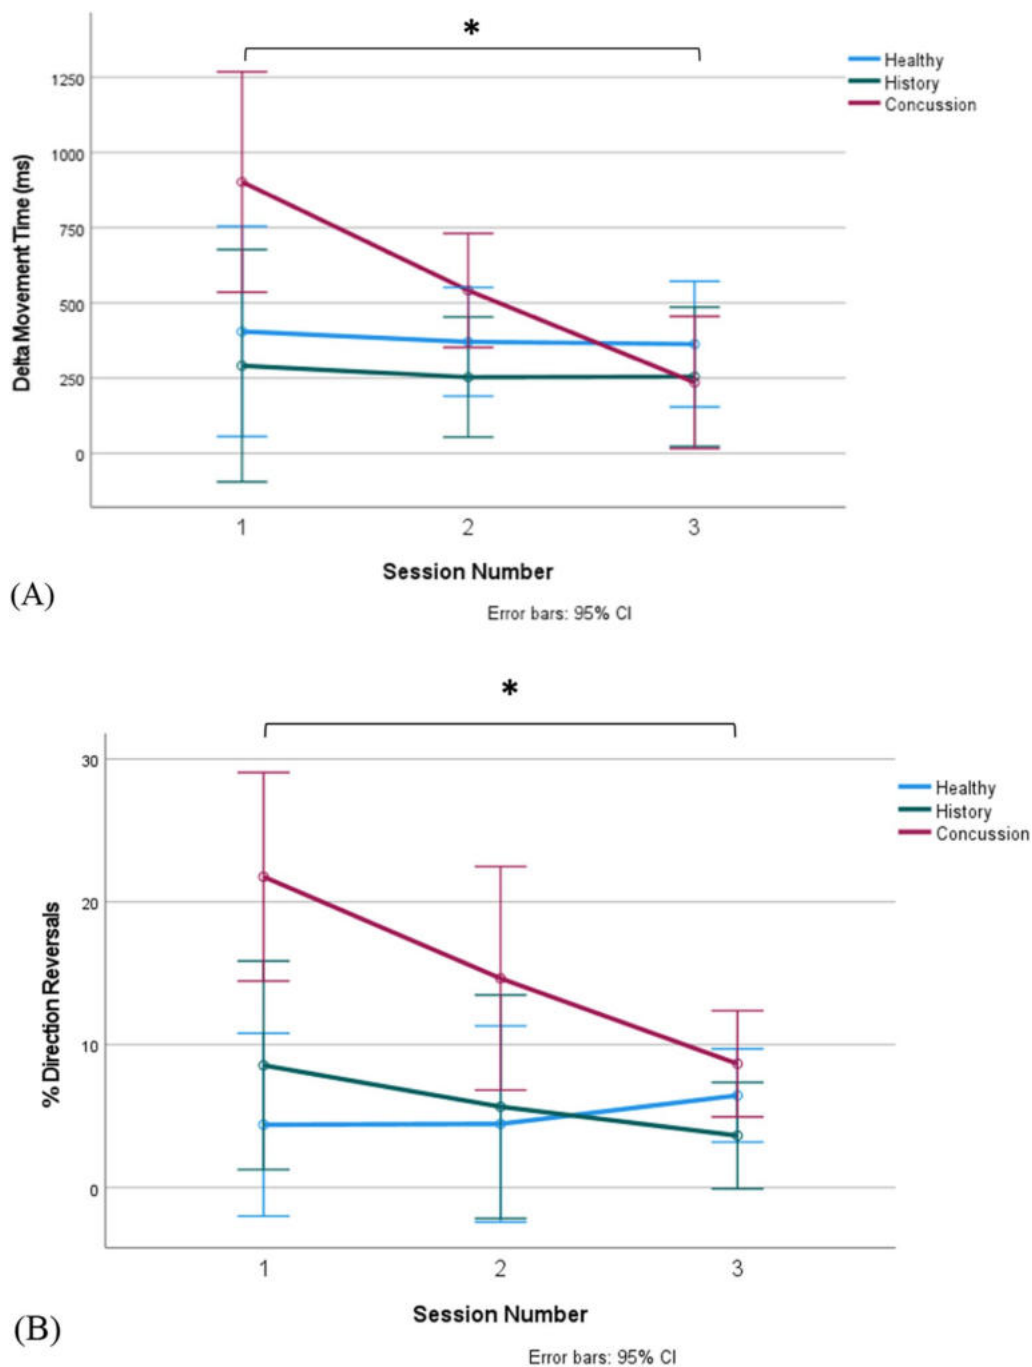 *
Healthy
History
Concussion
1250
1000
750
500
250
0
Delta Movement Time (ms)
1 2 3
Session Number
(A)
Error bars: 95% CI
*
30
Healthy
History
Concussion
20
10
0
% Direction Reversals
1 2 3
Session Number
(B)
Error bars: 95% CI